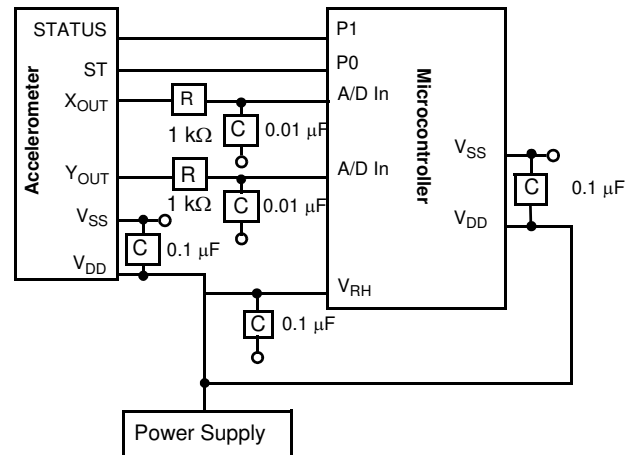 STATUS
ST
XOUT
YOUT
VSS
VDD
Accelerometer
R
1 kΩ
C
0.01 μF
R
1 kΩ
C
0.01 μF
C
0.1 μF
P1
P0
A/D In
A/D In
VRH
Microcontroller
VSS
VDD
C
0.1 μF
C
0.1 μF
Power Supply